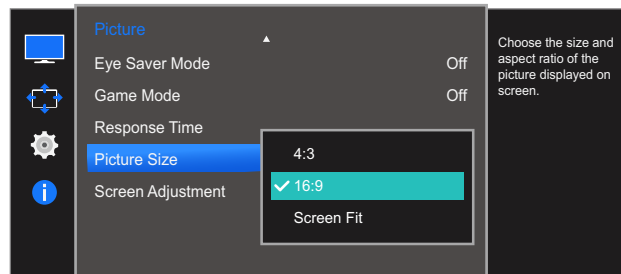 Picture
Eye Saver Mode Off
Game Mode Off
Response Time
Picture Size
Screen Adjustment
4:3
16:9
Screen Fit
Choose the size and
aspect ratio of the
picture displayed on
screen.